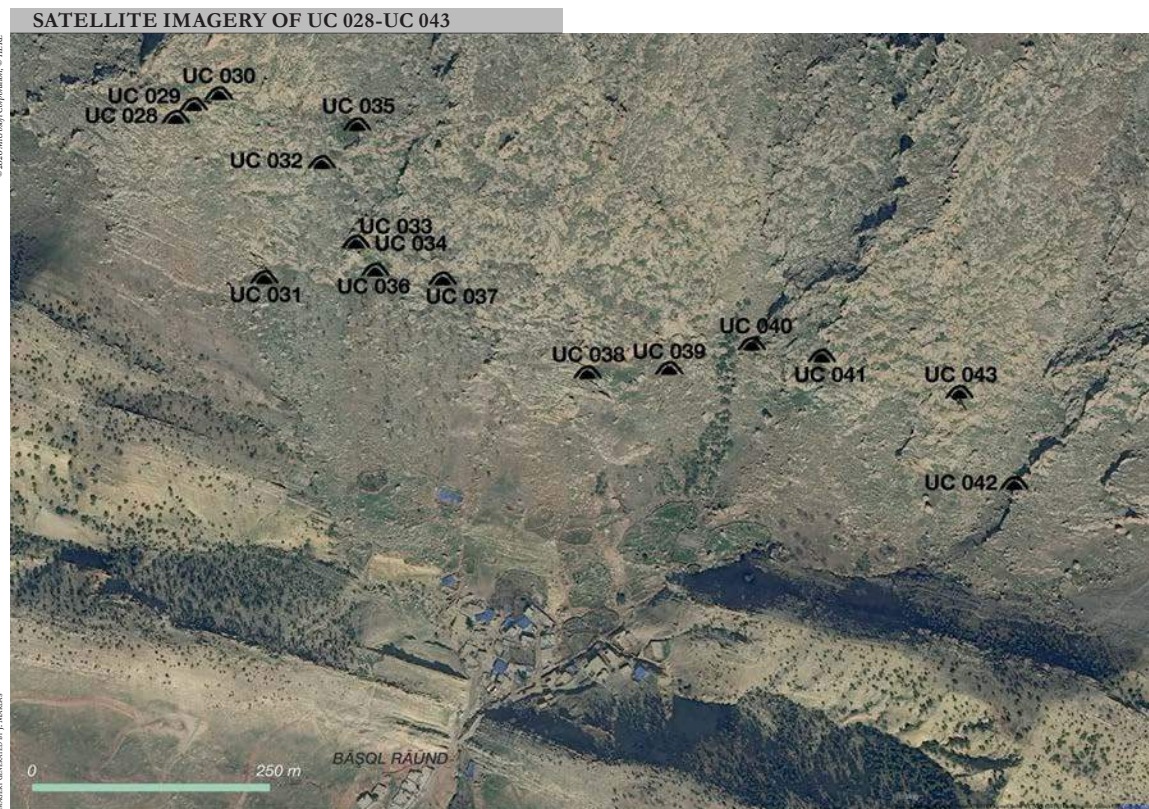 SATELLITE IMAGERY OF UC 028-UC 043
UC 030
UC 029
UC 028
UC 035
UC 032
UC 033
UC 034
UC 031
UC 036
UC 037
UC 038
UC 039
UC 040
UC 041
UC 043
UC 042
BĀSOL RĀŪND
0
250 m